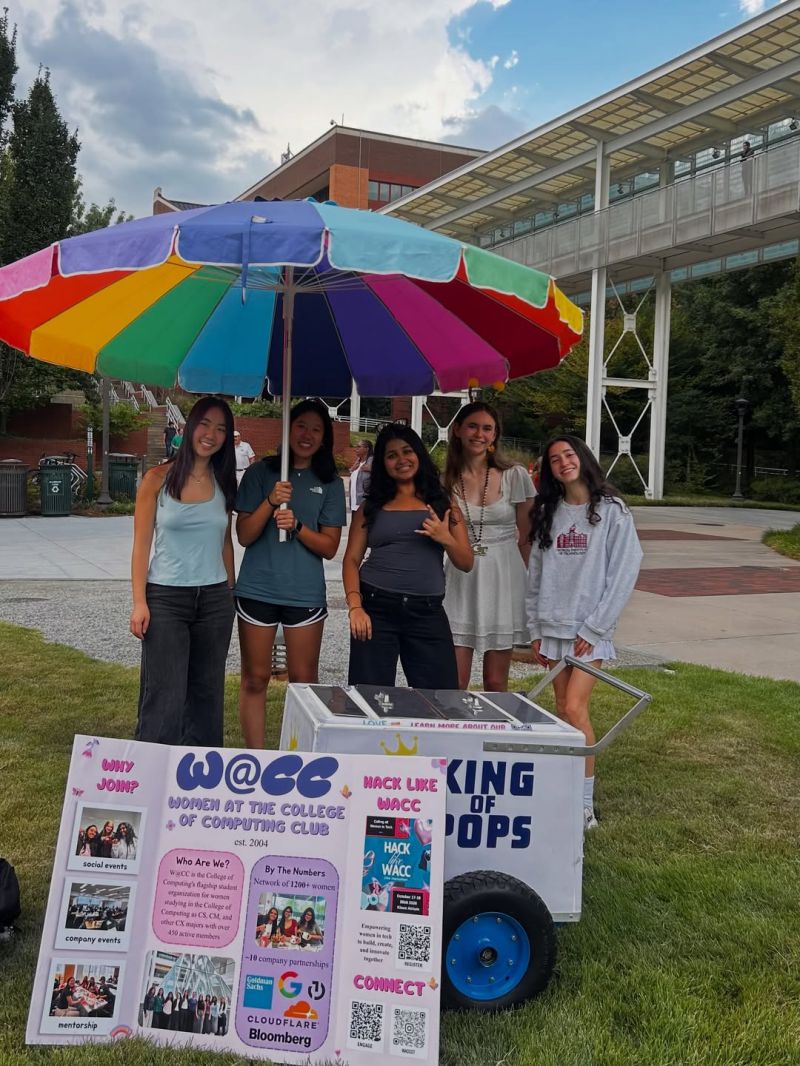 LOVE
LEARN MORE ABOUT OUR
KING
OF
POPS
WHY
JOIN?
social events
company events
mentorship
W@CC
WOMEN AT THE COLLEGE
OF COMPUTING CLUB
est. 2004
Who Are We?
W@CC is the College of
Computing's flagship student
organization for women
studying in the College of
Computing as CS, CM, and
other CX majors with over
450 active members
By The Numbers
Network of 1200+ women
~10 company partnerships
Goldman
Sachs
G
J
CLOUDFLARE
Bloomberg
HACK LIKE
WACC
HACK
like
WACC
Empowering
women in tech
to build, create,
and innovate
together
REGISTER
CONNECT
ENGAGE